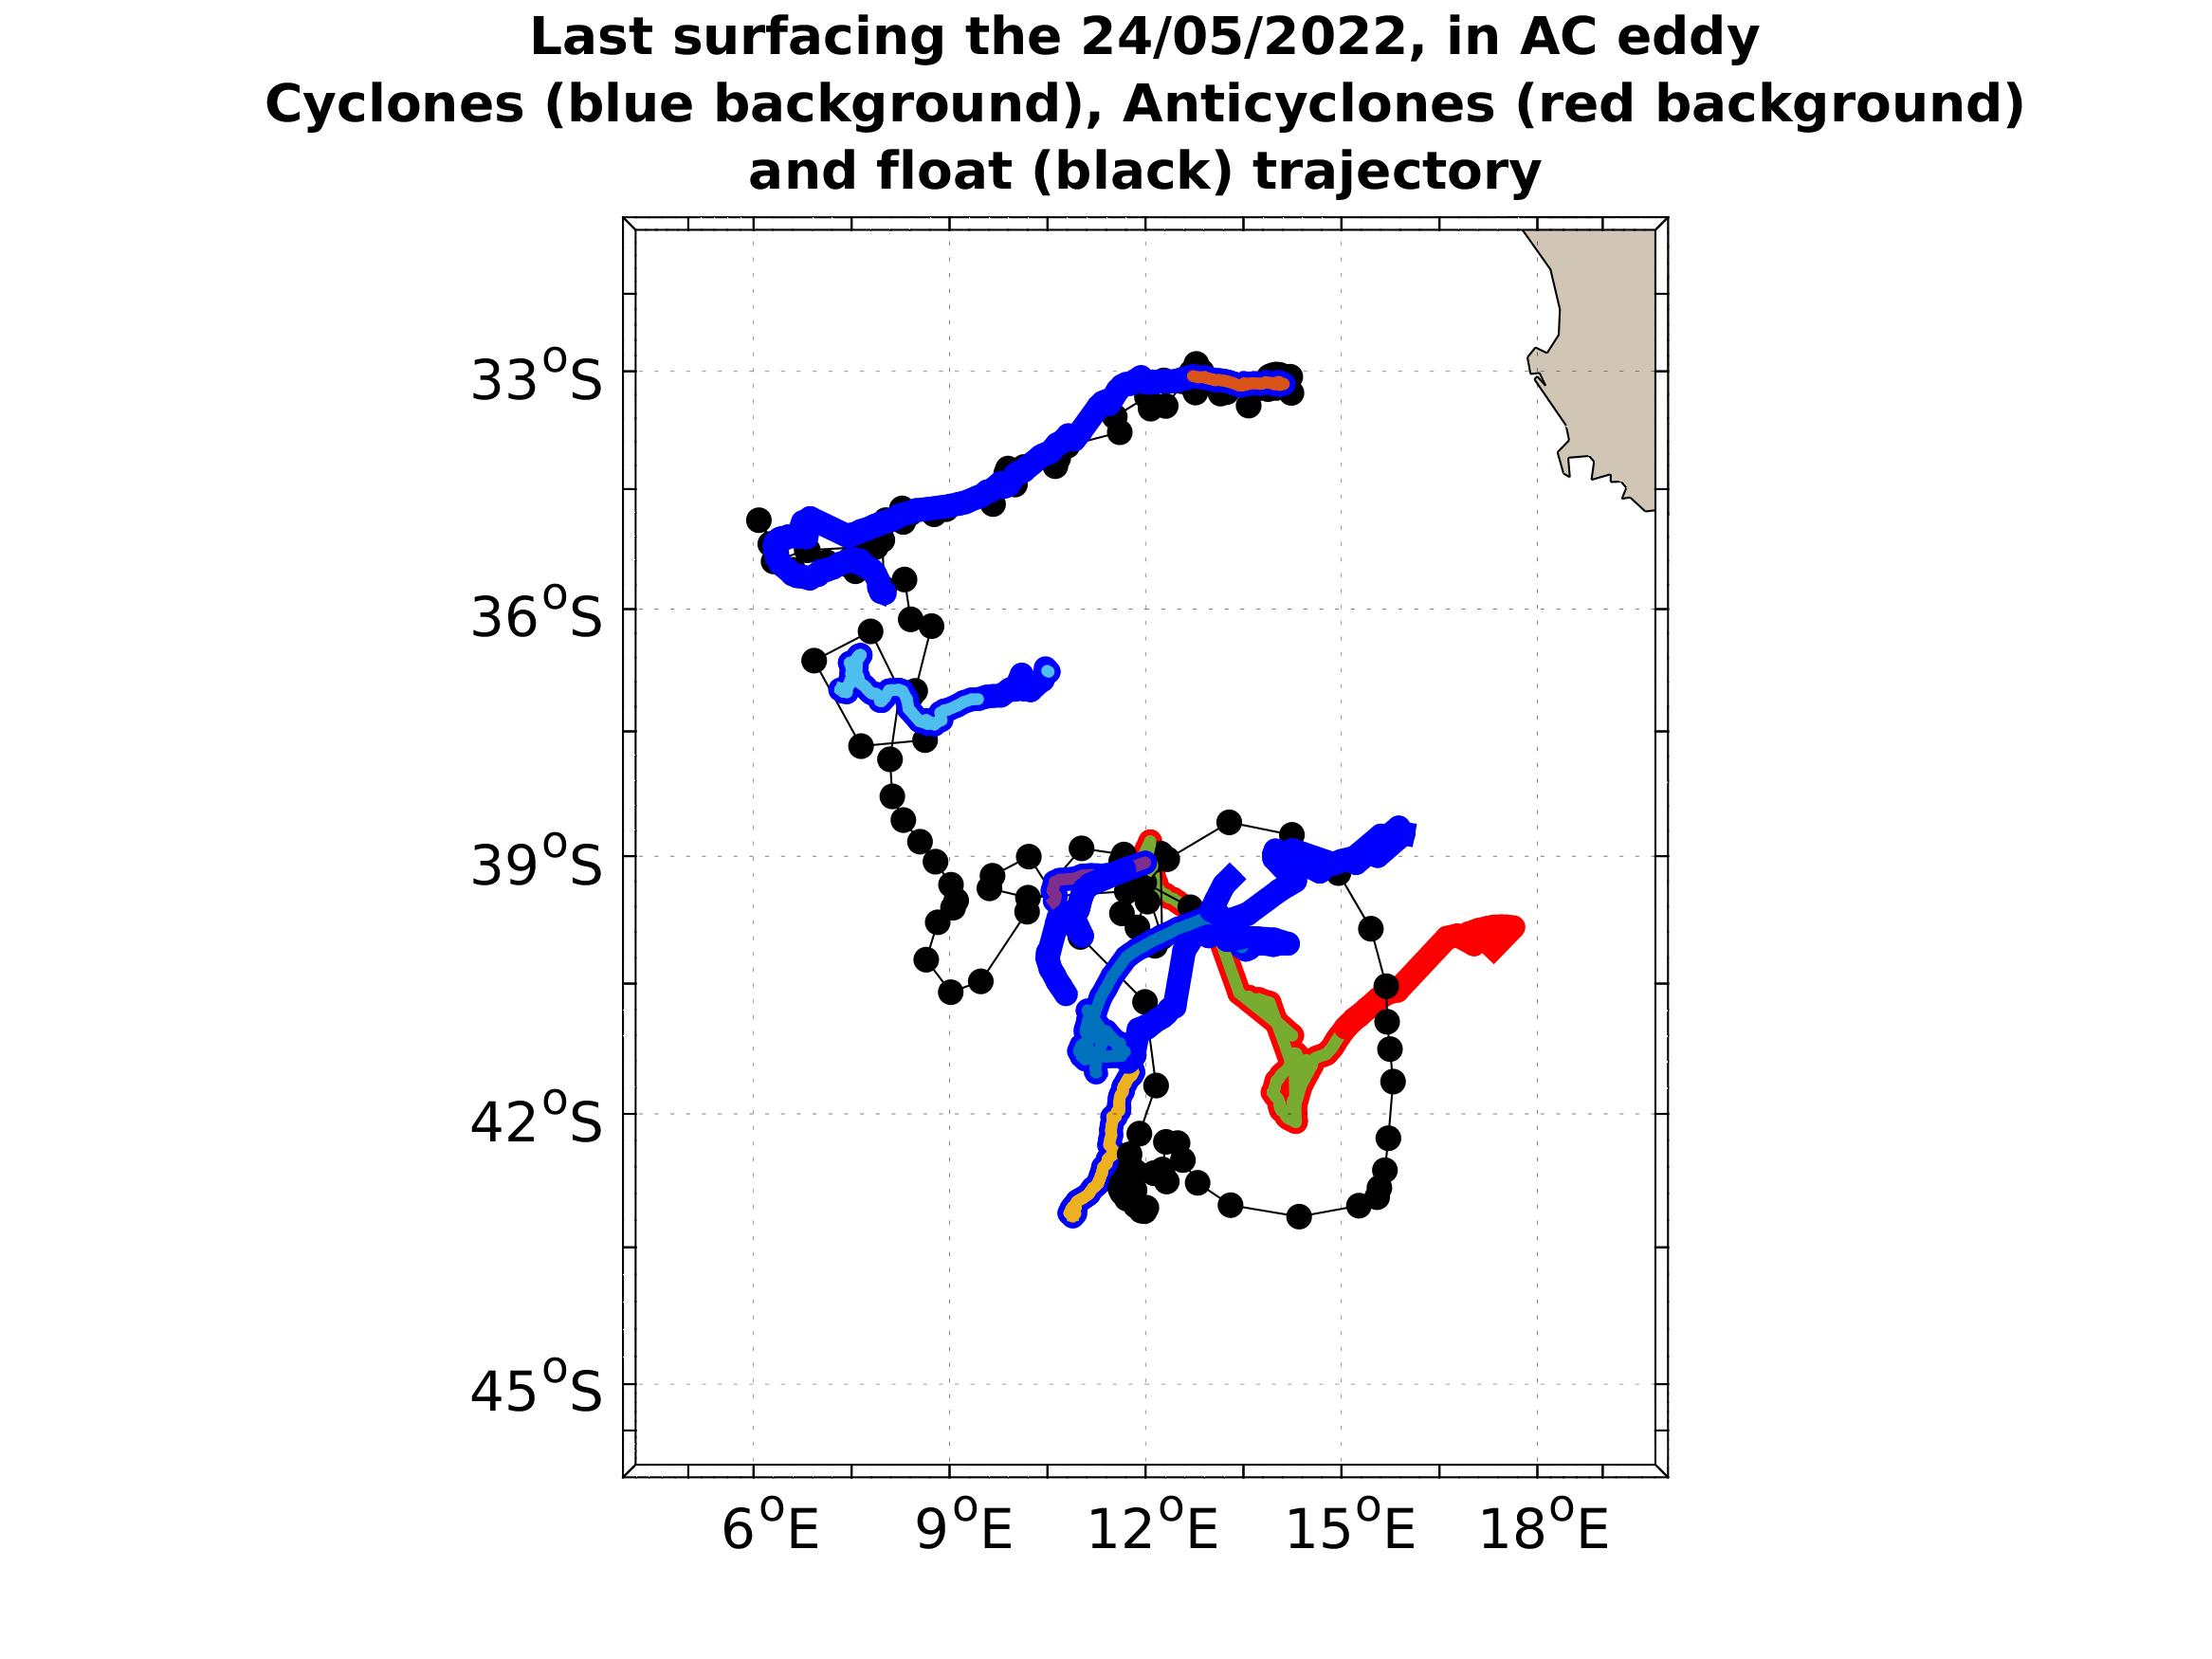 Last surfacing the 24/05/2022, in AC eddy
Cyclones (blue background), Anticyclones (red background)
and float (black) trajectory
33°S
36°S
39°S
42°S
45°S
6°E 9°E 12°E 15°E 18°E